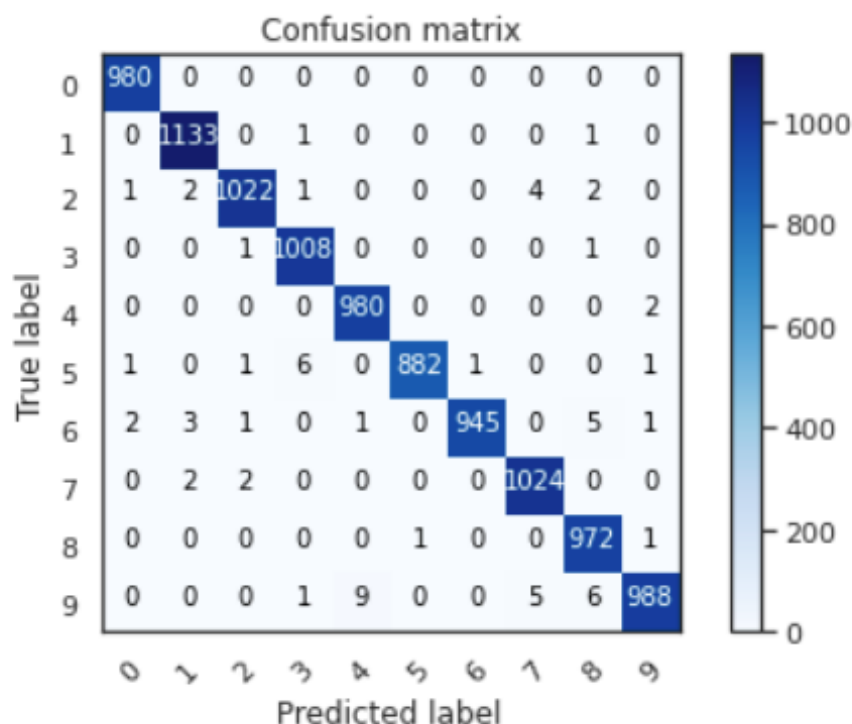 Confusion matrix
0 980 0 0 0 0 0 0 0 0 0
1 0 1133 0 1 0 0 0 0 1 0
2 1 2 1022 1 0 0 0 4 2 0
3 0 0 1 1008 0 0 0 0 1 0
4 0 0 0 0 980 0 0 0 0 2
5 1 0 1 6 0 882 1 0 0 1
6 2 3 1 0 1 0 945 0 5 1
7 0 2 2 0 0 0 0 1024 0 0
8 0 0 0 0 0 1 0 0 972 1
9 0 0 0 1 9 0 0 5 6 988
0 1 2 3 4 5 6 7 8 9
Predicted label
True label
1000
800
600
400
200
0